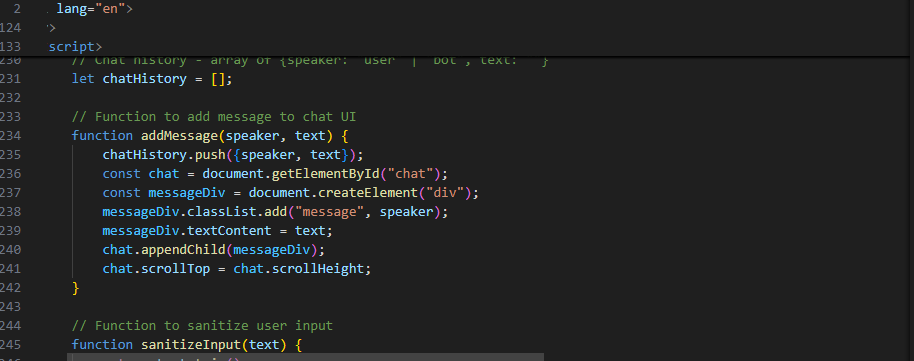 2 lang="en">
124 >
133 script>
230 // Chat history - array of {speaker: user | bot , text: }
231 let chatHistory = [];
232
233 // Function to add message to chat UI
234 function addMessage(speaker, text) {
235 chatHistory.push({speaker, text});
236 const chat = document.getElementById("chat");
237 const messageDiv = document.createElement("div");
238 messageDiv.classList.add("message", speaker);
239 messageDiv.textContent = text;
240 chat.appendChild(messageDiv);
241 chat.scrollTop = chat.scrollHeight;
242 }
243
244 // Function to sanitize user input
245 function sanitizeInput(text) {
246